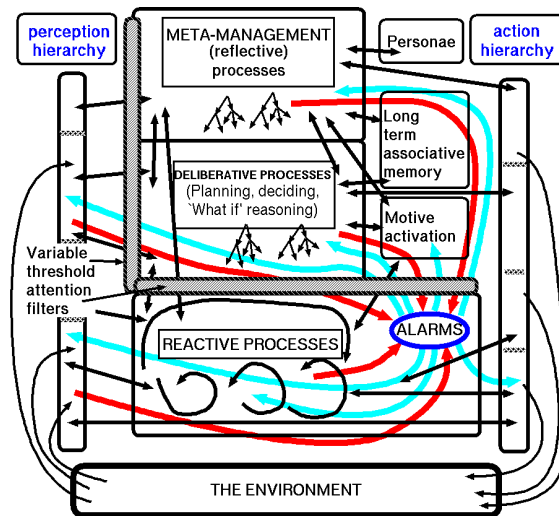 perception
hierarchy
META-MANAGEMENT
(reflective)
processes
Personae
action
hierarchy
Long
term
associative
memory
DELIBERATIVE PROCESSES
(Planning, deciding,
`What if' reasoning)
Motive
activation
Variable
threshold
attention
filters
ALARMS
REACTIVE PROCESSES
THE ENVIRONMENT